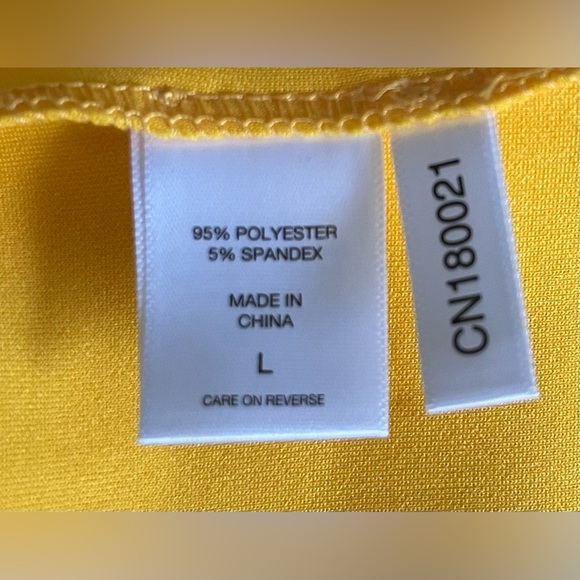 95% POLYESTER
5% SPANDEX
MADE IN
CHINA
L
CARE ON REVERSE
CN180021